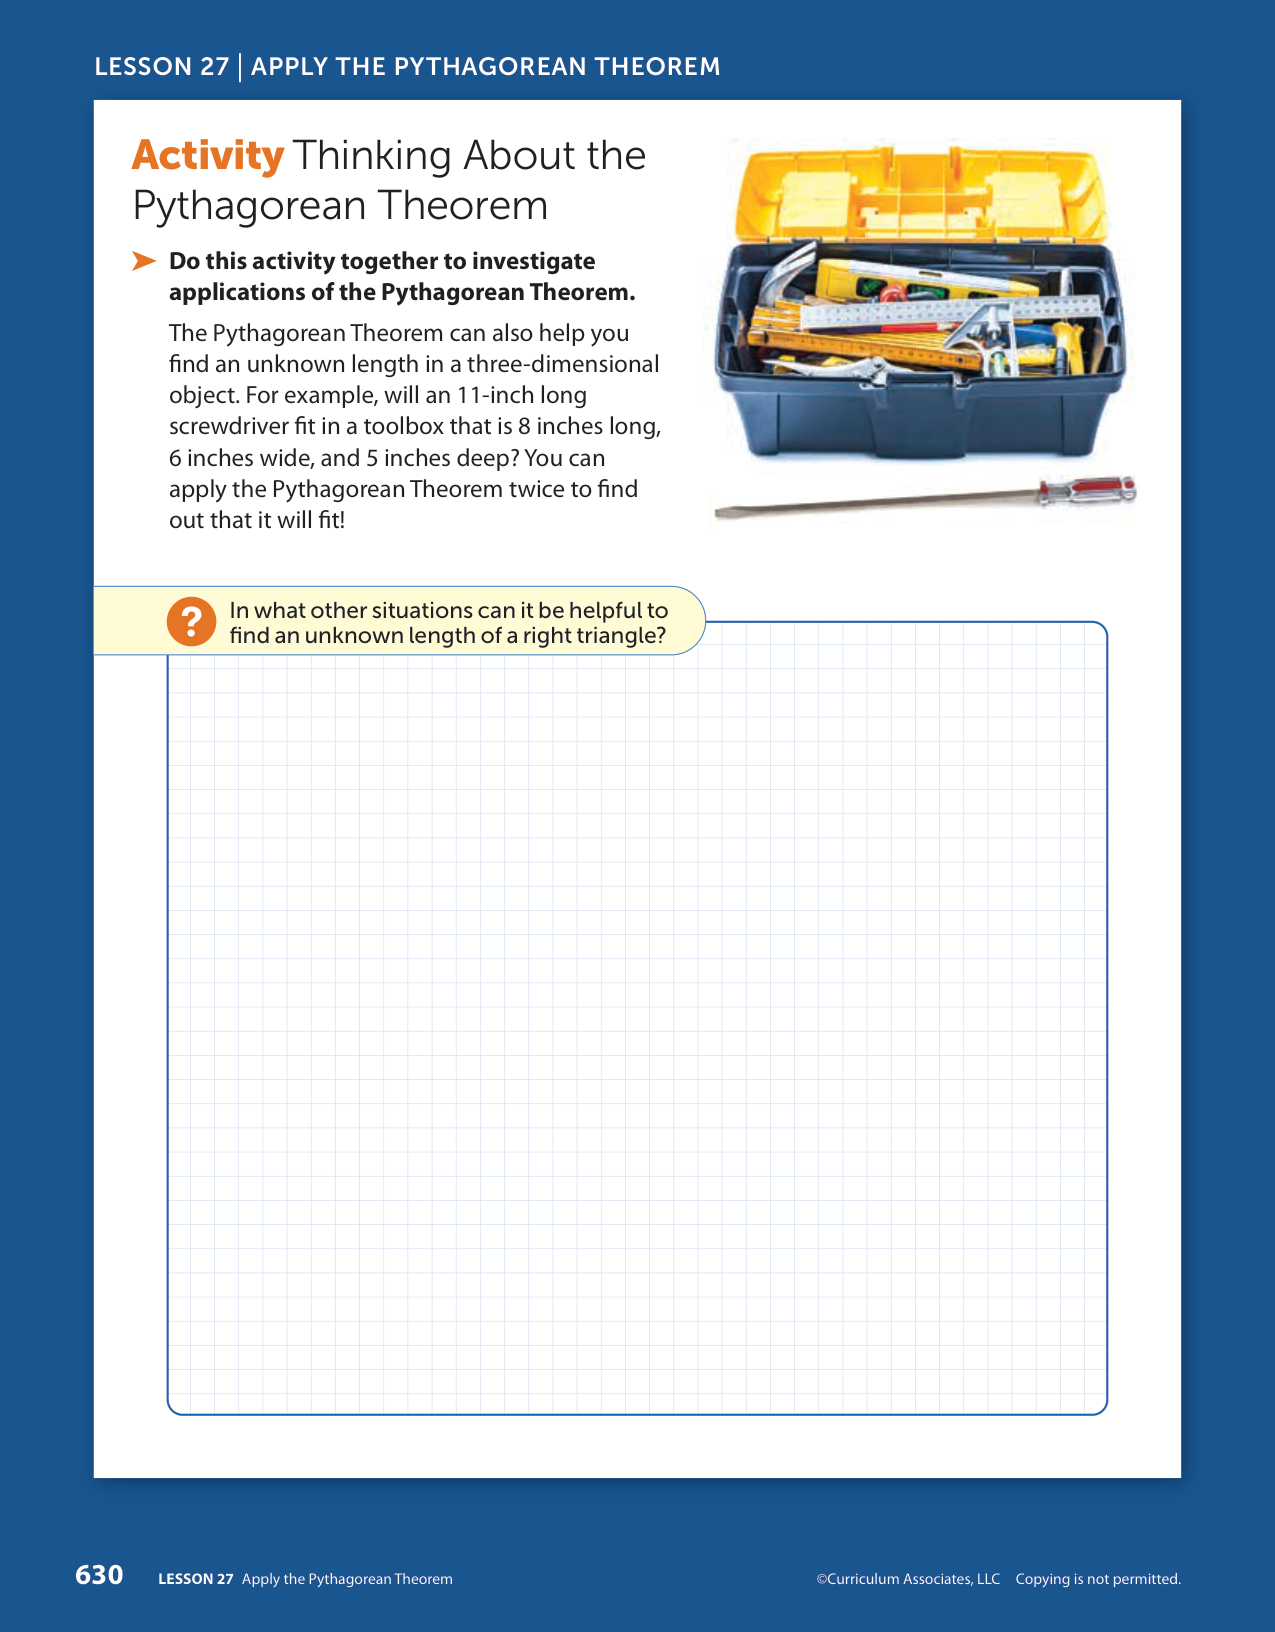 LESSON 27 | APPLY THE PYTHAGOREAN THEOREM
Activity Thinking About the
Pythagorean Theorem
Do this activity together to investigate
applications of the Pythagorean Theorem.
The Pythagorean Theorem can also help you
find an unknown length in a three-dimensional
object. For example, will an 11-inch long
screwdriver fit in a toolbox that is 8 inches long,
6 inches wide, and 5 inches deep? You can
apply the Pythagorean Theorem twice to find
out that it will fit!
? In what other situations can it be helpful to
find an unknown length of a right triangle?
630 LESSON 27 Apply the Pythagorean Theorem
©Curriculum Associates, LLC Copying is not permitted.